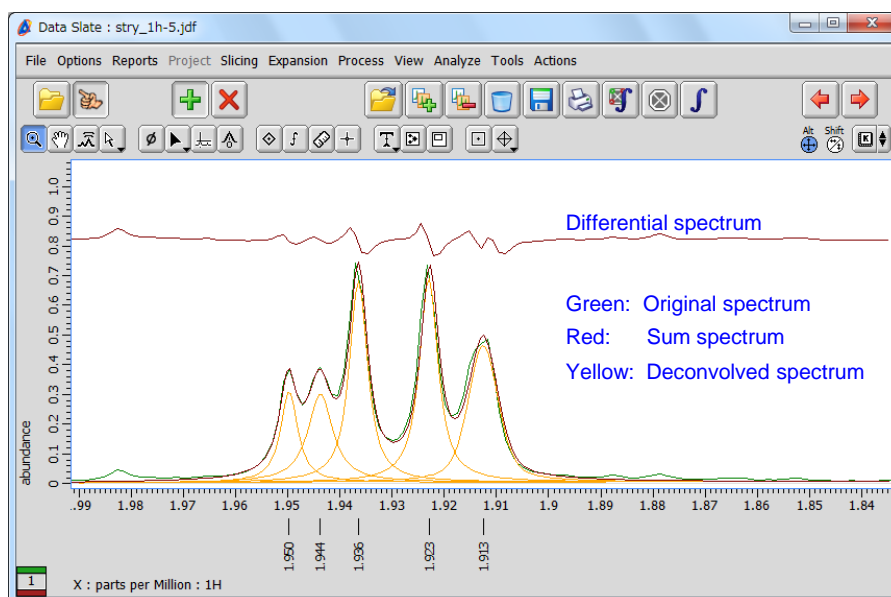 Data Slate : stry_1h-5.jdf
File Options Reports Project Slicing Expansion Process View Analyze Tools Actions
Alt Shift
K
Differential spectrum
Green: Original spectrum
Red: Sum spectrum
Yellow: Deconvolved spectrum
abundance
1.0
0.9
0.8
0.7
0.6
0.5
0.4
0.3
0.2
0.1
0
..99 1.98 1.97 1.96 1.95 1.94 1.93 1.92 1.91 1.9 1.89 1.88 1.87 1.86 1.85 1.84
1.950 1.944 1.936 1.923 1.913
1
X : parts per Million : 1H